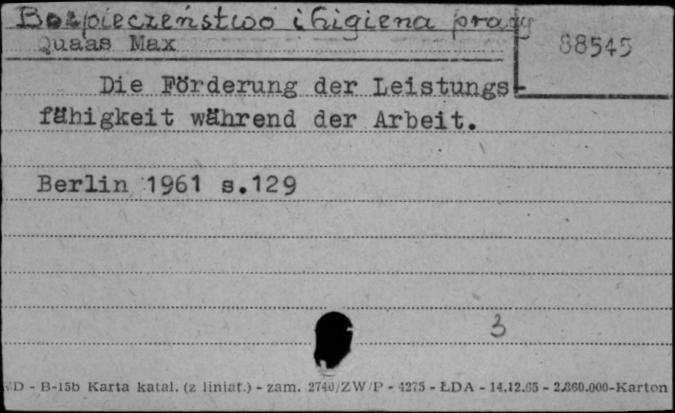 Bezpieczeństwo i higiena pracy
Quaas Max
88545
Die Förderung der Leistungs-
fähigkeit während der Arbeit.
Berlin 1961 s.129
3
D - B-15b Karta katal. (z liniat.) - zam. 2740/ZW/P - 4275 - ŁDA - 14.12.65 - 2.860.000-Karton